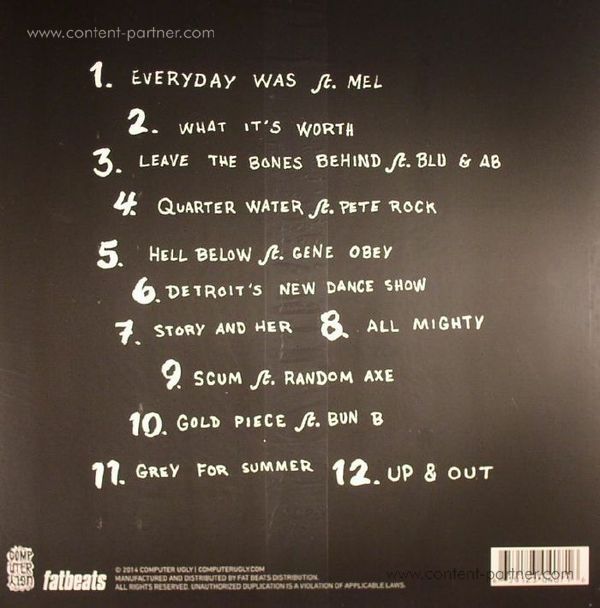 www.content-partner.com
1. EVERYDAY WAS ft. MEL
2. WHAT IT'S WORTH
3. LEAVE THE BONES BEHIND ft. BLU & AB
4. QUARTER WATER ft. PETE ROCK
5. HELL BELOW ft. GENE OBEY
6. DETROIT'S NEW DANCE SHOW
7. STORY AND HER 8. ALL MIGHTY
9. SCUM ft. RANDOM AXE
10. GOLD PIECE ft. BUN B
11. GREY FOR SUMMER 12. UP & OUT
COMP
UTER
UGLY
fatbeats
© 2014 COMPUTER UGLY | COMPUTERUGLY.COM
MANUFACTURED AND DISTRIBUTED BY FAT BEATS DISTRIBUTION.
ALL RIGHTS RESERVED. UNAUTHORIZED DUPLICATION IS A VIOLATION OF APPLICABLE LAWS.
www.content-partner.com